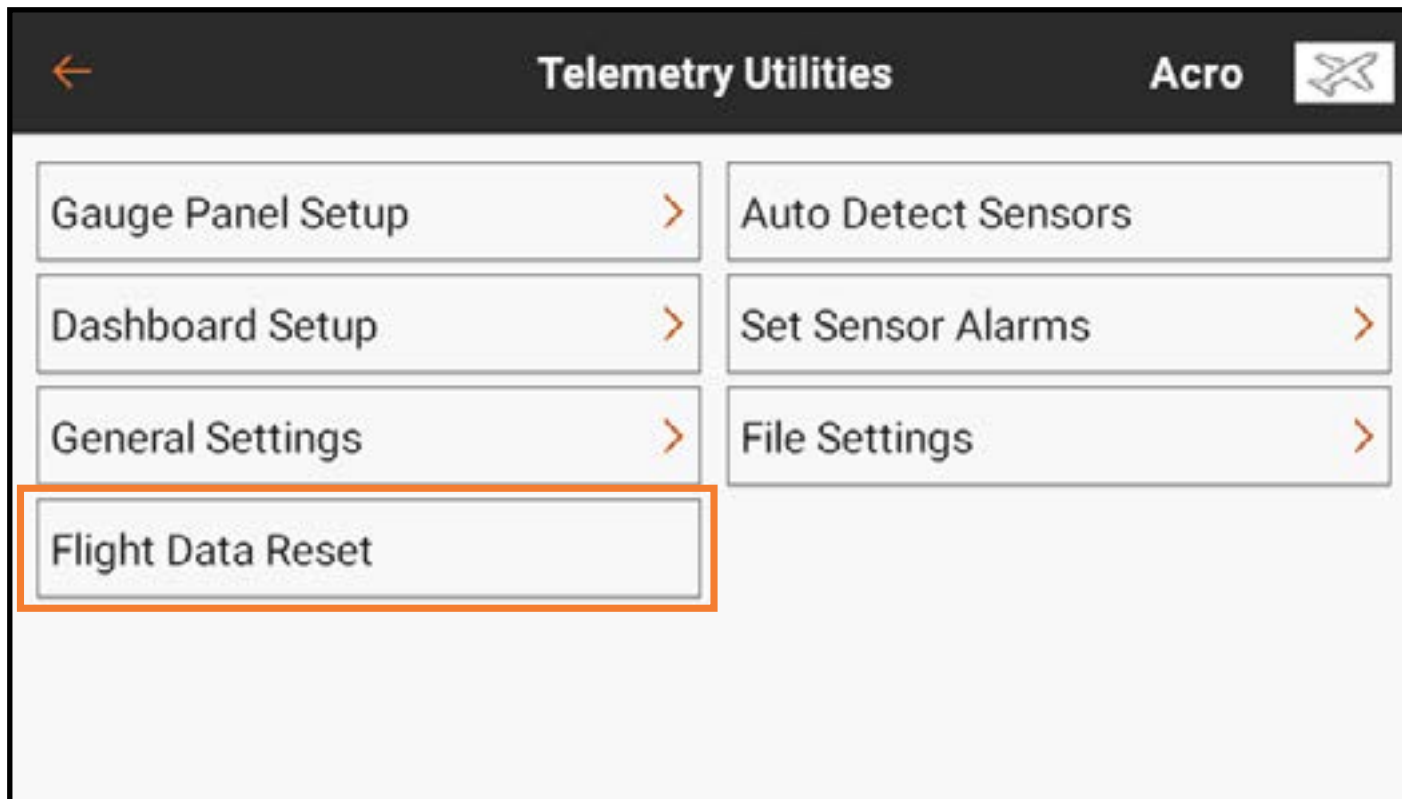 Telemetry Utilities Acro
Gauge Panel Setup
Auto Detect Sensors
Dashboard Setup
Set Sensor Alarms
General Settings
File Settings
Flight Data Reset